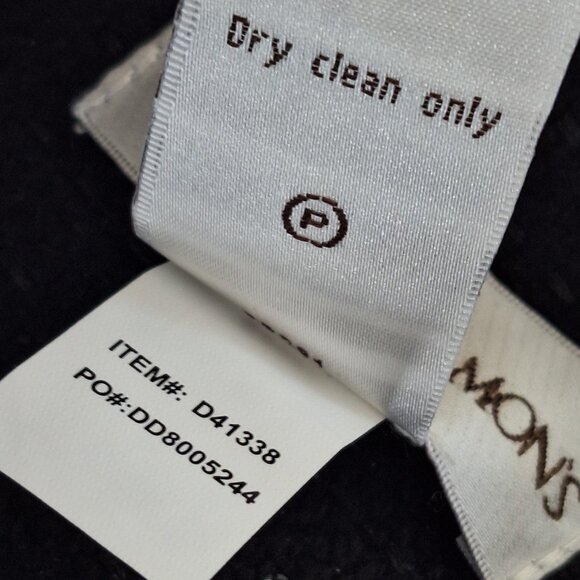 Dry clean only
P
ITEM#: D41338
PO#:DD8005244
MON'S